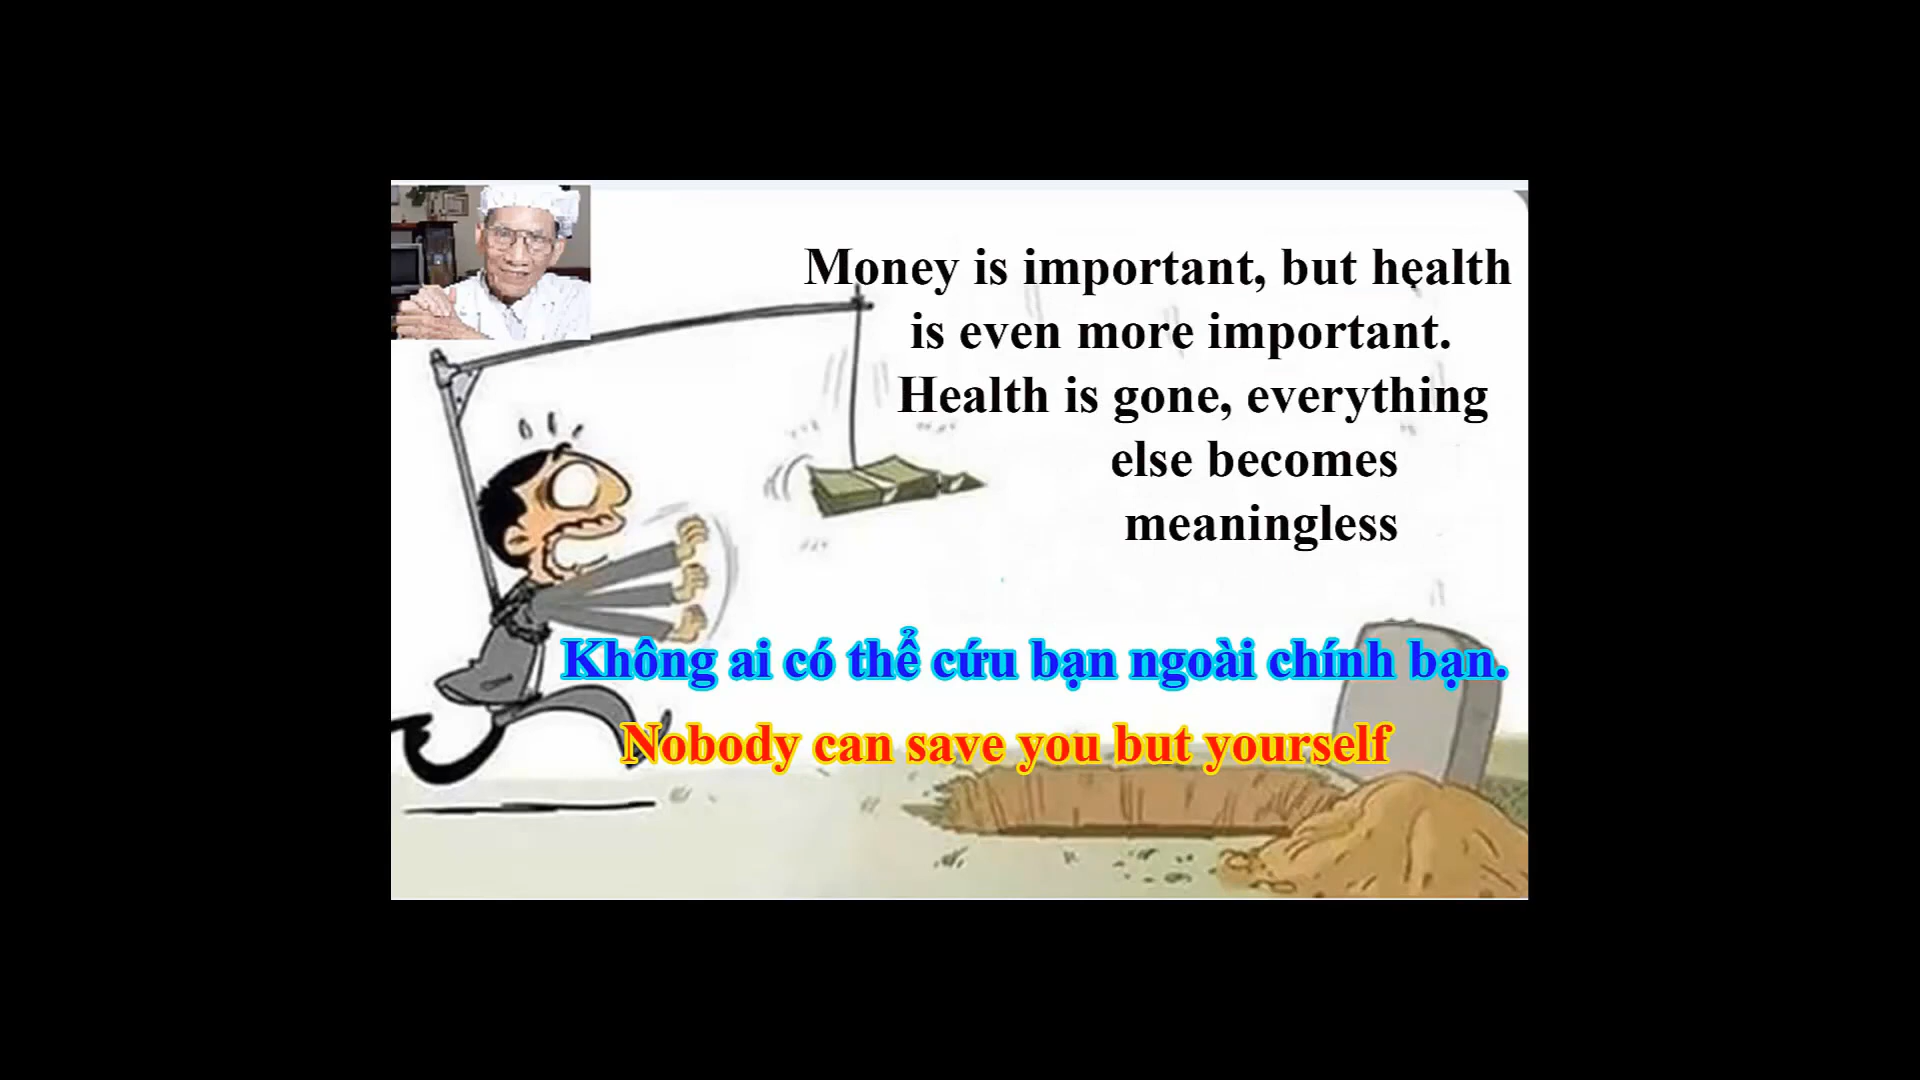 Money is important, but health
is even more important.
Health is gone, everything
else becomes
meaningless
Không ai có thể cứu bạn ngoài chính bạn.
Nobody can save you but yourself